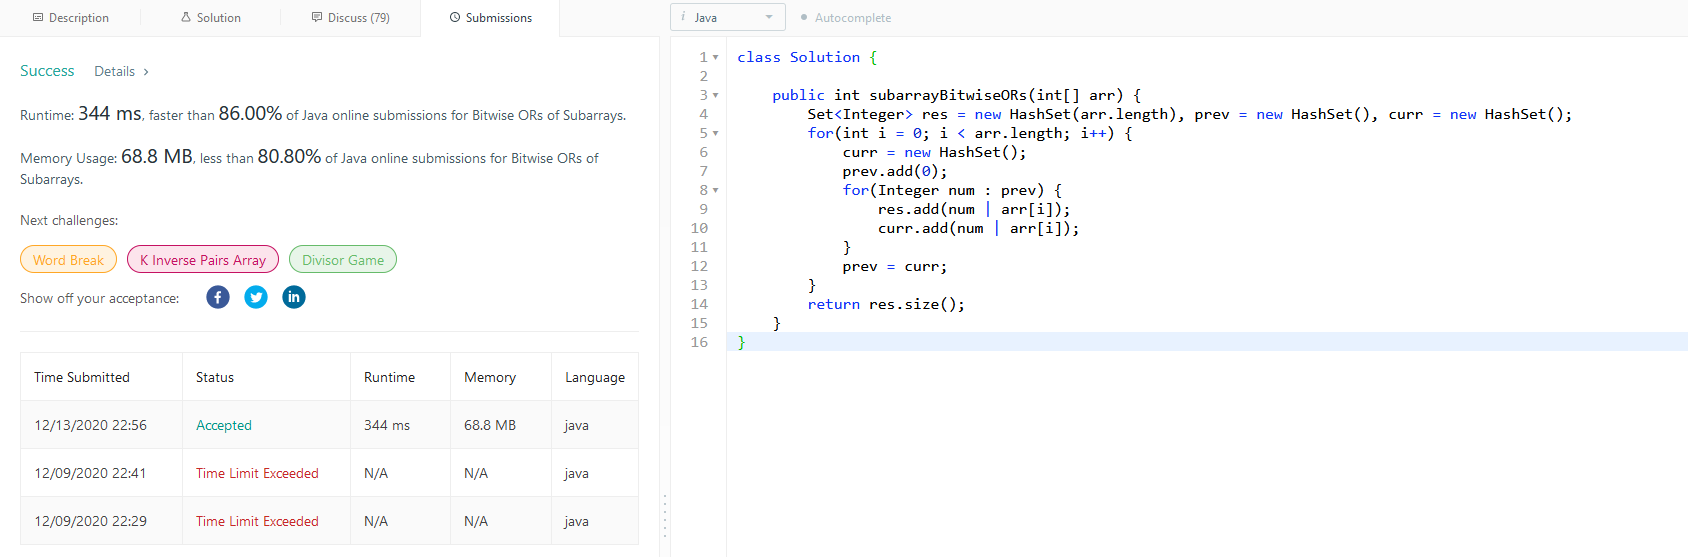 Description
Solution
Discuss (79)
Submissions
Success Details >
Runtime: 344 ms, faster than 86.00% of Java online submissions for Bitwise ORs of Subarrays.
Memory Usage: 68.8 MB, less than 80.80% of Java online submissions for Bitwise ORs of
Subarrays.
Next challenges:
Word Break K Inverse Pairs Array Divisor Game
Show off your acceptance:
Time Submitted Status Runtime Memory Language
12/13/2020 22:56 Accepted 344 ms 68.8 MB java
12/09/2020 22:41 Time Limit Exceeded N/A N/A java
12/09/2020 22:29 Time Limit Exceeded N/A N/A java
i Java Autocomplete
1 class Solution {
2
3     public int subarrayBitwiseORs(int[] arr) {
4         Set<Integer> res = new HashSet(arr.length), prev = new HashSet(), curr = new HashSet();
5         for(int i = 0; i < arr.length; i++) {
6             curr = new HashSet();
7             prev.add(0);
8             for(Integer num : prev) {
9                 res.add(num | arr[i]);
10                 curr.add(num | arr[i]);
11             }
12             prev = curr;
13         }
14         return res.size();
15     }
16 }